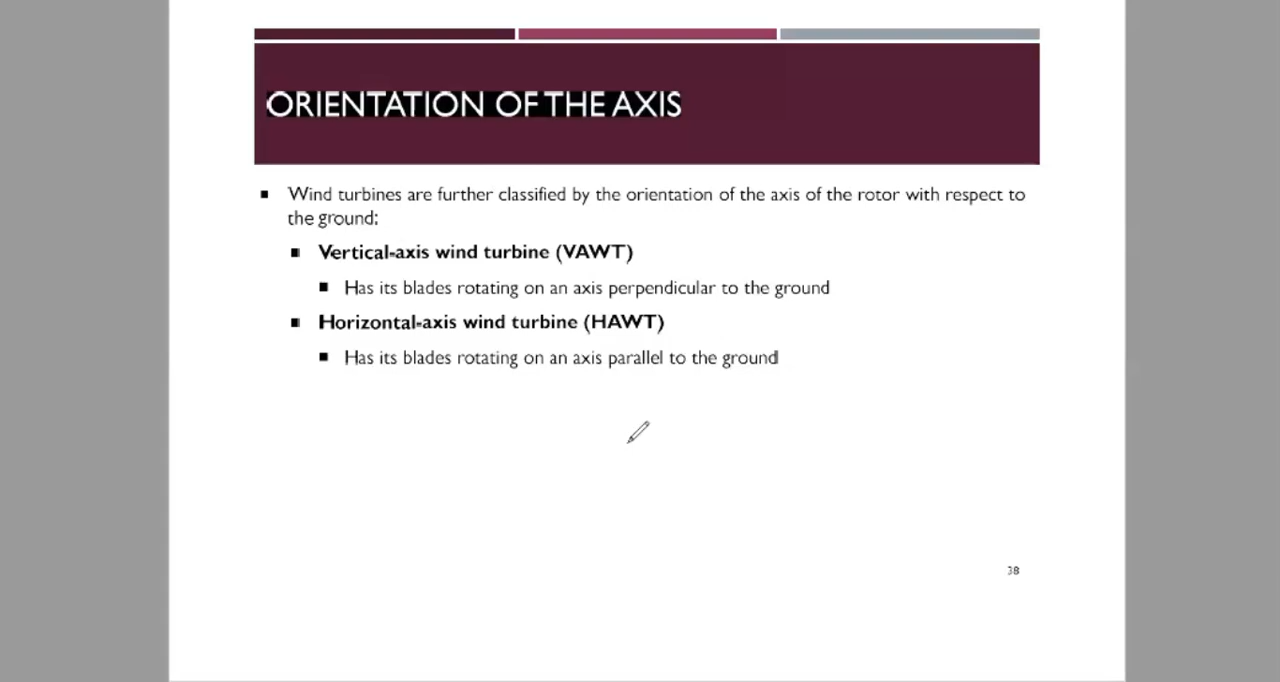 ORIENTATION OF THE AXIS
Wind turbines are further classified by the orientation of the axis of the rotor with respect to
the ground:
Vertical-axis wind turbine (VAWT)
Has its blades rotating on an axis perpendicular to the ground
Horizontal-axis wind turbine (HAWT)
Has its blades rotating on an axis parallel to the ground
38